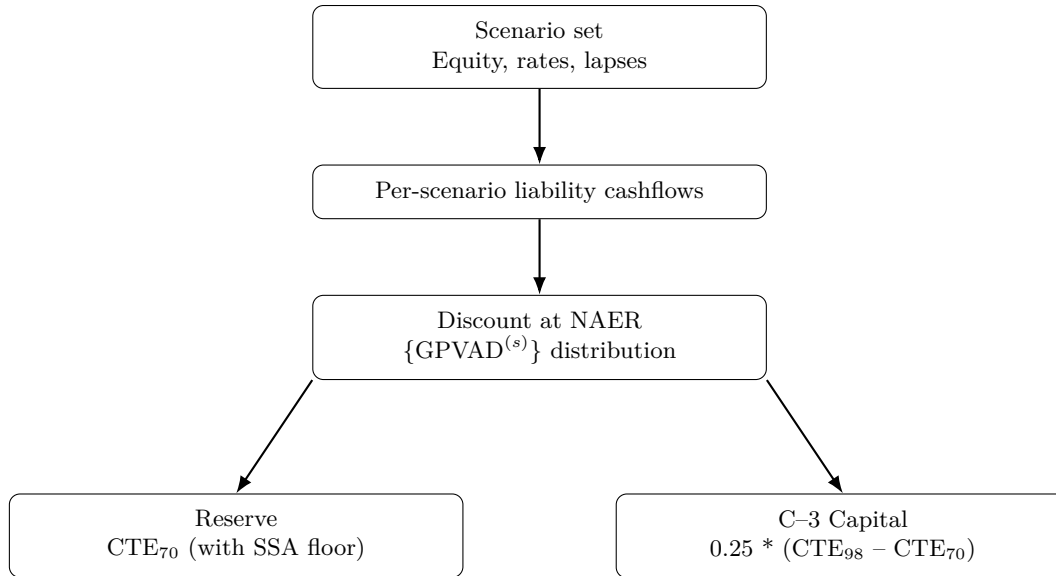 Scenario set
Equity, rates, lapses
Per-scenario liability cashflows
Discount at NAER
{GPVAD⁽ˢ⁾} distribution
Reserve
CTE₇₀ (with SSA floor)
C–3 Capital
0.25 * (CTE₉₈ – CTE₇₀)